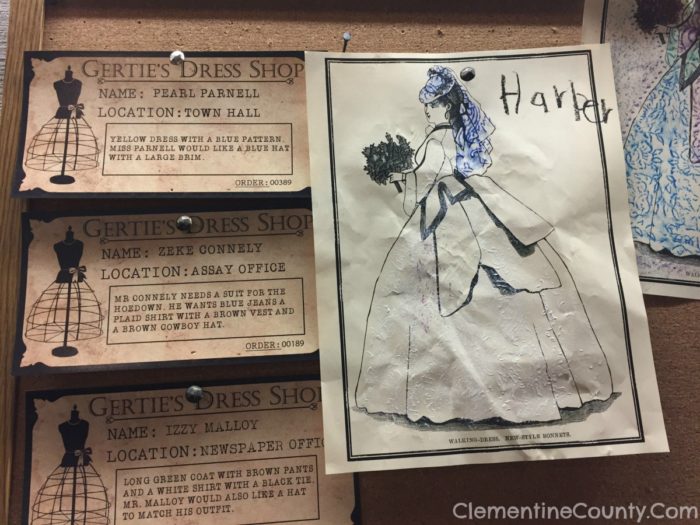 GERTIE'S DRESS SHOP
NAME: PEARL PARNELL
LOCATION: TOWN HALL
YELLOW DRESS WITH A BLUE PATTERN.
MISS PARNELL WOULD LIKE A BLUE HAT
WITH A LARGE BRIM.
ORDER: 00389
GERTIE'S DRESS SHOP
NAME: ZEKE CONNELY
LOCATION: ASSAY OFFICE
MR CONNELY NEEDS A SUIT FOR THE
HOEDOWN. HE WANTS BLUE JEANS A
PLAID SHIRT WITH A BROWN VEST AND
A BROWN COWBOY HAT.
ORDER: 00189
GERTIE'S DRESS SHOP
NAME: IZZY MALLOY
LOCATION: NEWSPAPER OFFIC
LONG GREEN COAT WITH BROWN PANTS
AND A WHITE SHIRT WITH A BLACK TIE.
MR. MALLOY WOULD ALSO LIKE A HAT
TO MATCH HIS OUTFIT.
Harper
WALKING-DRESS. NEW-STYLE BONNETS.
ClementineCounty.Com